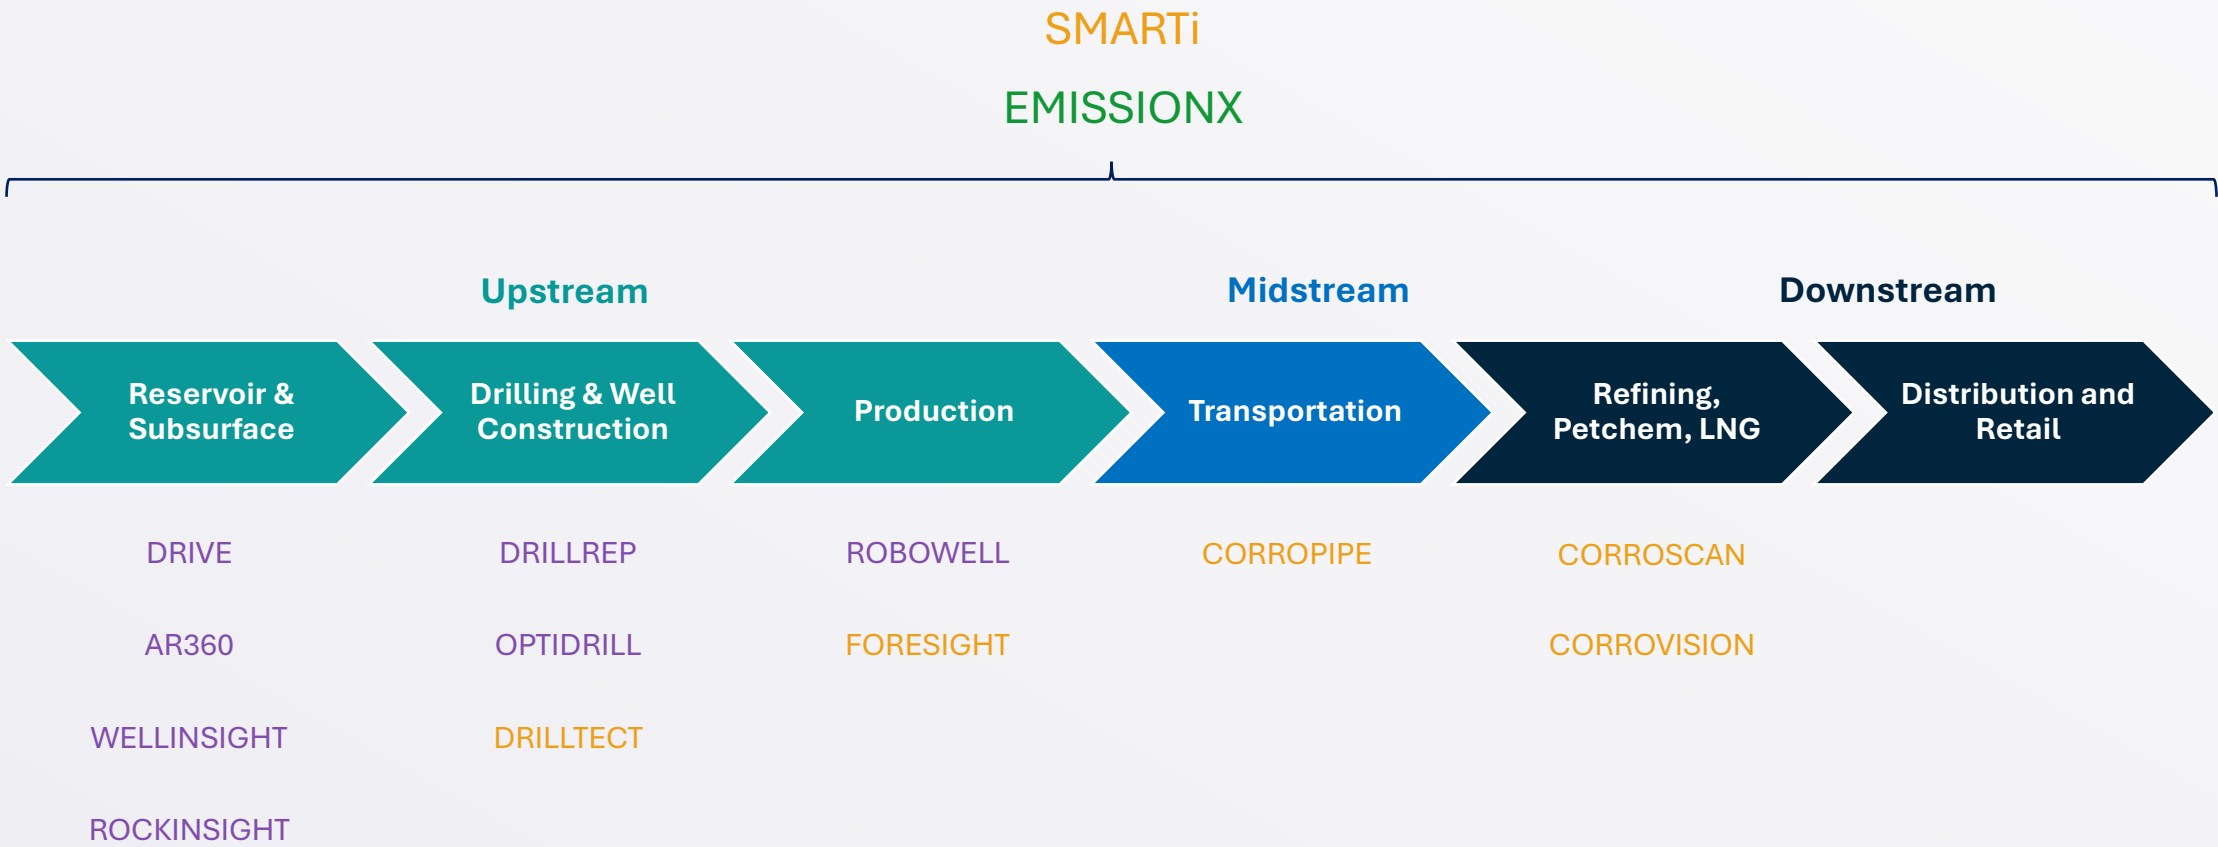 SMARTi
EMISSIONX
Upstream
Midstream
Downstream
Reservoir &
Subsurface
Drilling & Well
Construction
Production
Transportation
Refining,
Petchem, LNG
Distribution and
Retail
DRIVE
DRILLREP
ROBOWELL
CORROPIPE
CORROSCAN
AR360
OPTIDRILL
FORESIGHT
CORROVISION
WELLINSIGHT
DRILLTECT
ROCKINSIGHT